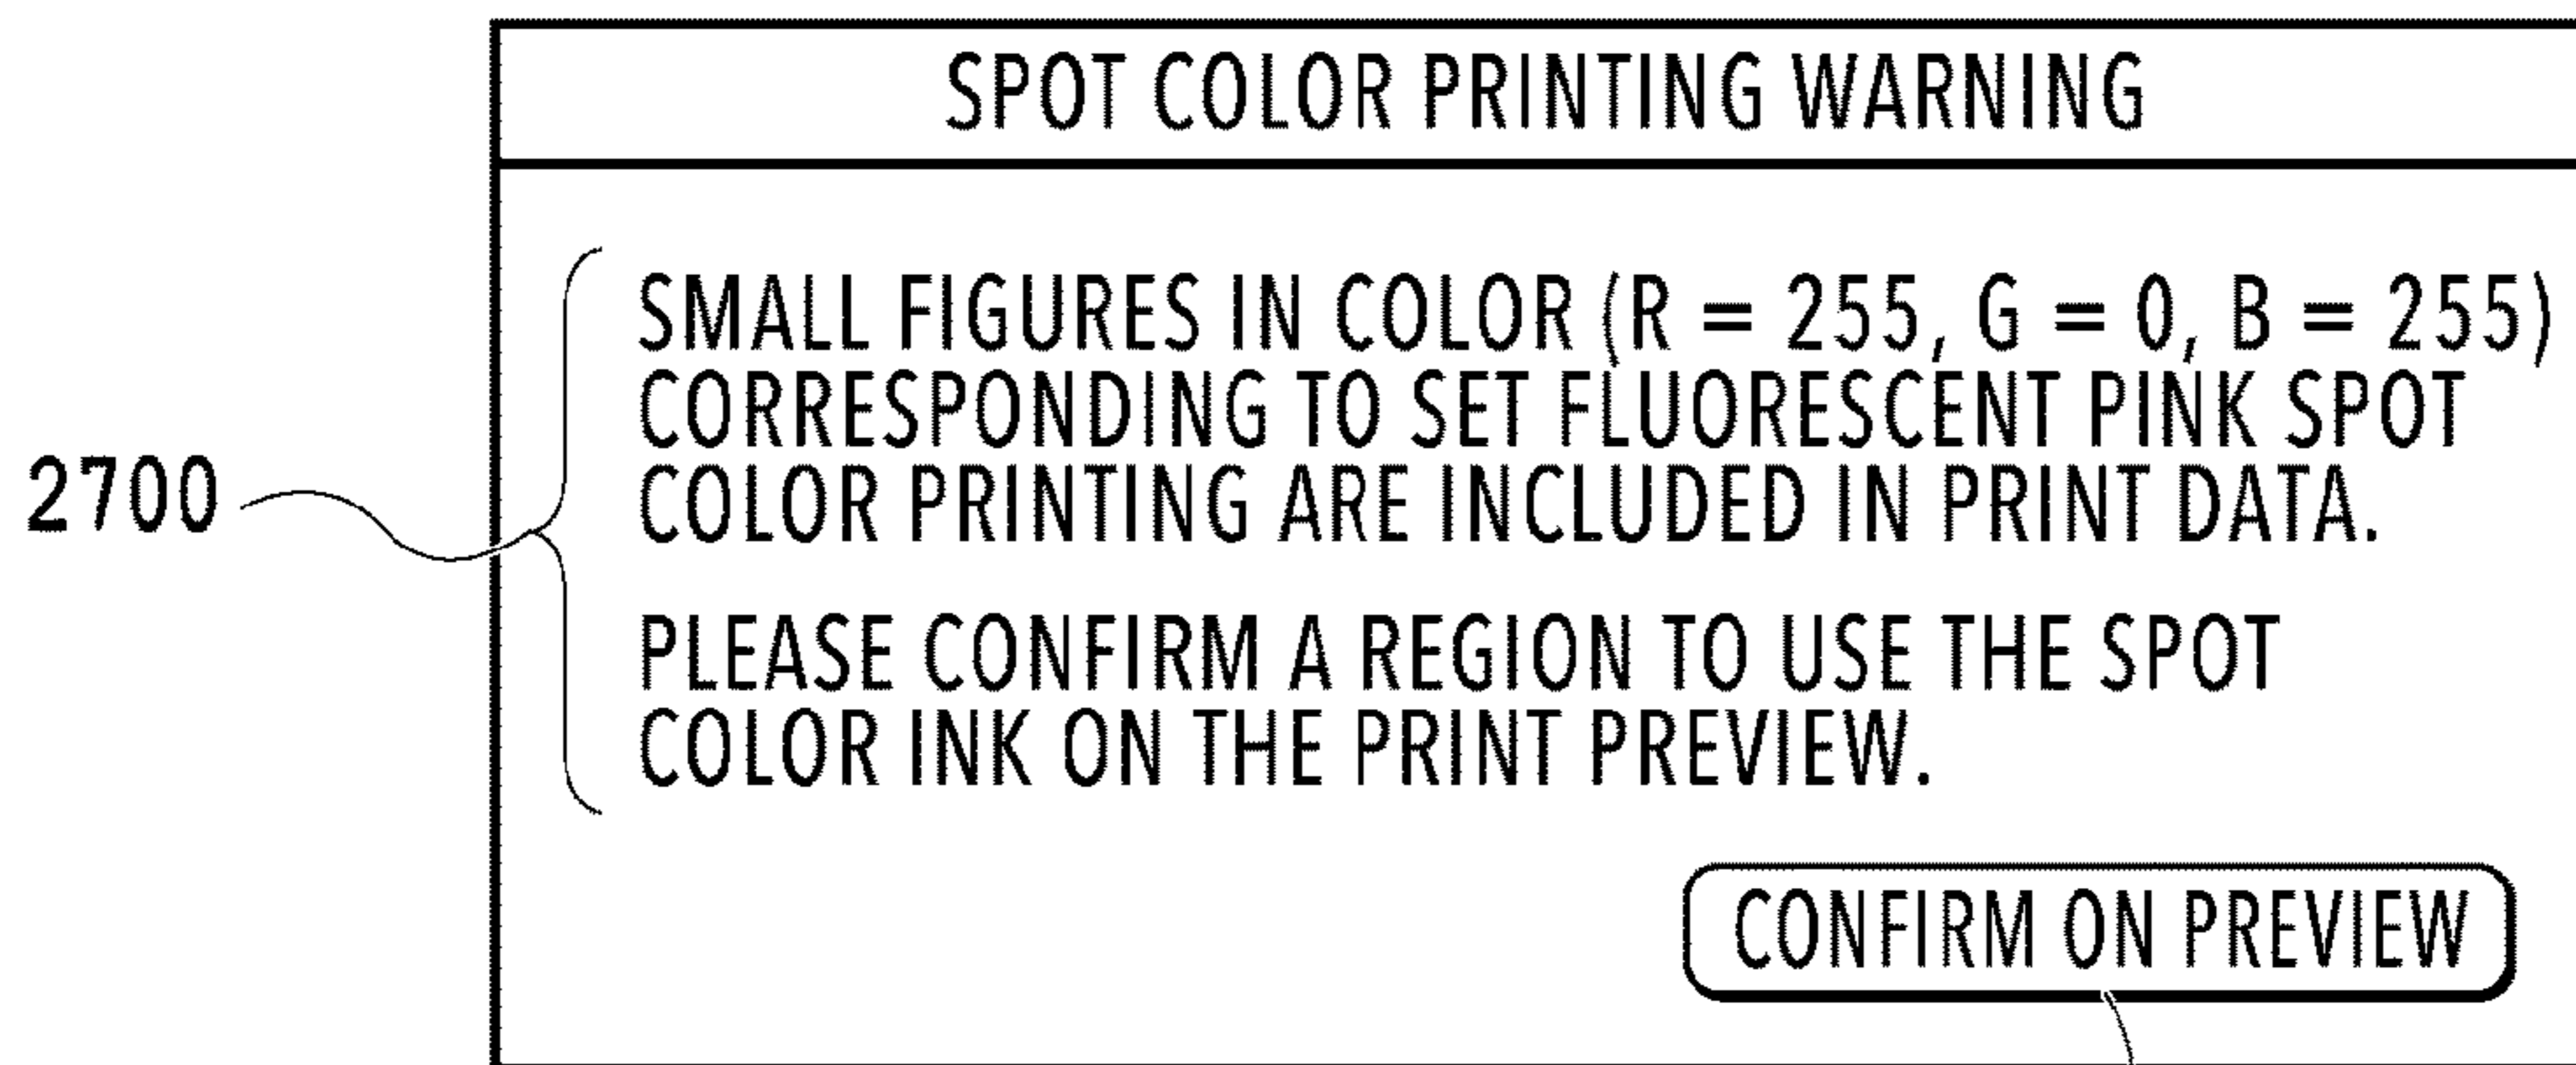 SPOT COLOR PRINTING WARNING
SMALL FIGURES IN COLOR (R = 255, G = 0, B = 255)
CORRESPONDING TO SET FLUORESCENT PINK SPOT
COLOR PRINTING ARE INCLUDED IN PRINT DATA.
2700
PLEASE CONFIRM A REGION TO USE THE SPOT
COLOR INK ON THE PRINT PREVIEW.
CONFIRM ON PREVIEW